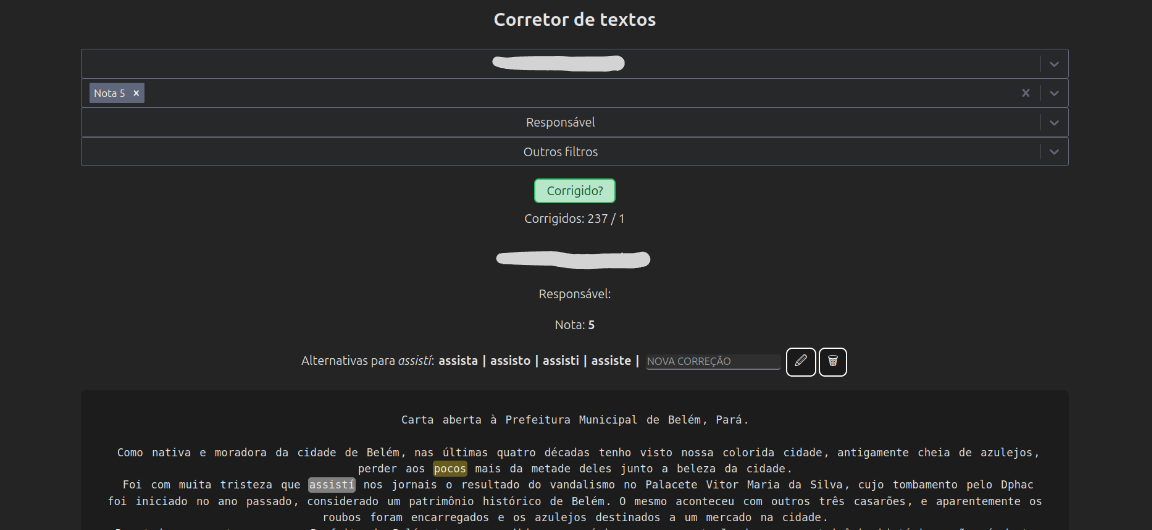 Corretor de textos
Nota 5 ×
Responsável
Outros filtros
Corrigido?
Corrigidos: 237 / 1
Responsável:
Nota: 5
Alternativas para assistí: assista | assisto | assisti | assiste | NOVA CORREÇÃO
Carta aberta à Prefeitura Municipal de Belém, Pará.
Como nativa e moradora da cidade de Belém, nas últimas quatro décadas tenho visto nossa colorida cidade, antigamente cheia de azulejos,
perder aos pocos mais da metade deles junto a beleza da cidade.
Foi com muita tristeza que assistí nos jornais o resultado do vandalismo no Palacete Vitor Maria da Silva, cujo tombamento pelo Dphac
foi iniciado no ano passado, considerado um patrimônio histórico de Belém. O mesmo aconteceu com outros três casarões, e aparentemente os
roubos foram encarregados e os azulejos destinados a um mercado na cidade.